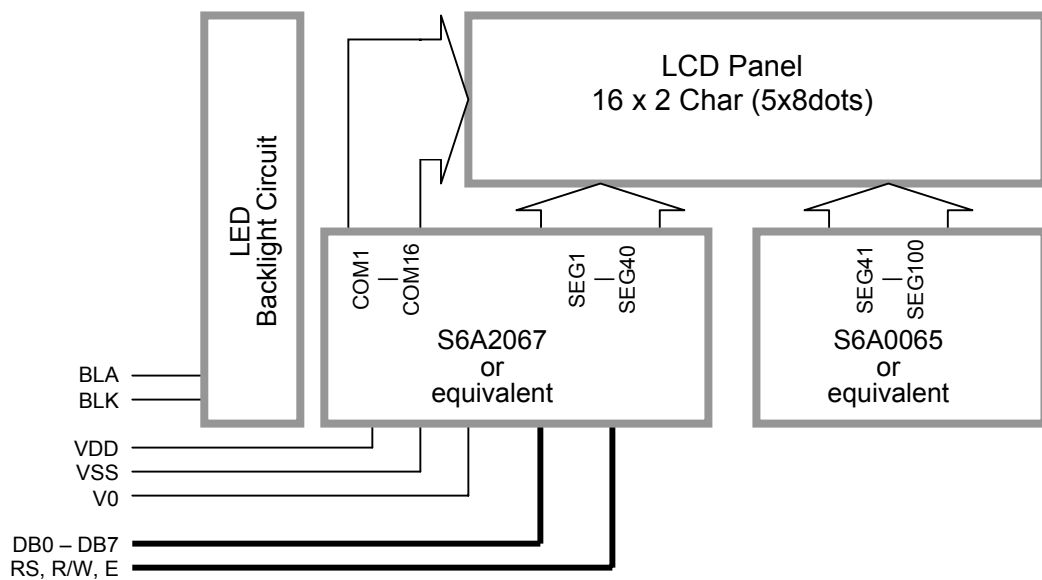 LCD Panel
16 x 2 Char (5x8dots)
LED
Backlight Circuit
COM1
—
COM16
SEG1
—
SEG40
S6A2067
or
equivalent
SEG41
—
SEG100
S6A0065
or
equivalent
BLA
BLK
VDD
VSS
V0
DB0 – DB7
RS, R/W, E